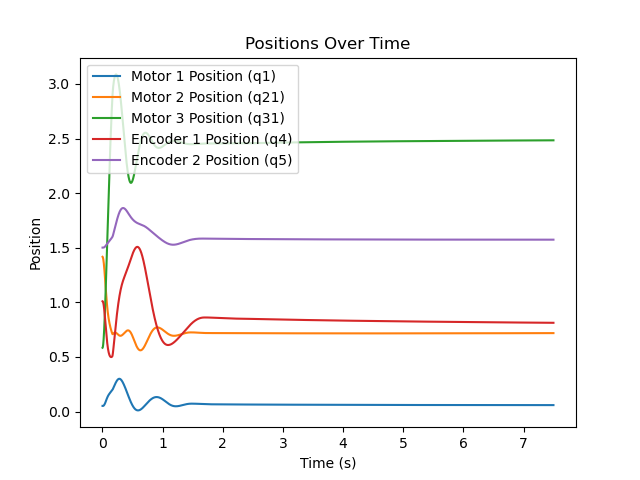 Positions Over Time
Motor 1 Position (q1)
Motor 2 Position (q21)
Motor 3 Position (q31)
Encoder 1 Position (q4)
Encoder 2 Position (q5)
Position
3.0
2.5
2.0
1.5
1.0
0.5
0.0
0 1 2 3 4 5 6 7
Time (s)